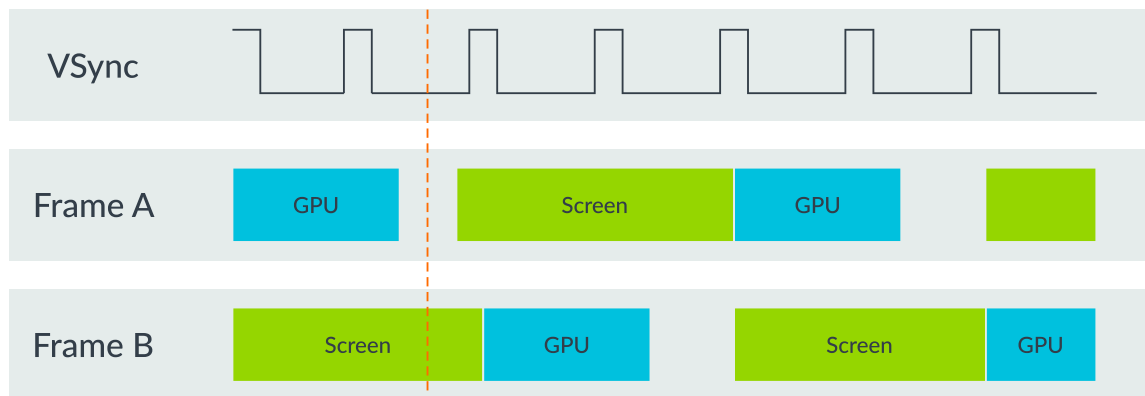 VSync
Frame A
GPU
Screen
GPU
Frame B
Screen
GPU
Screen
GPU